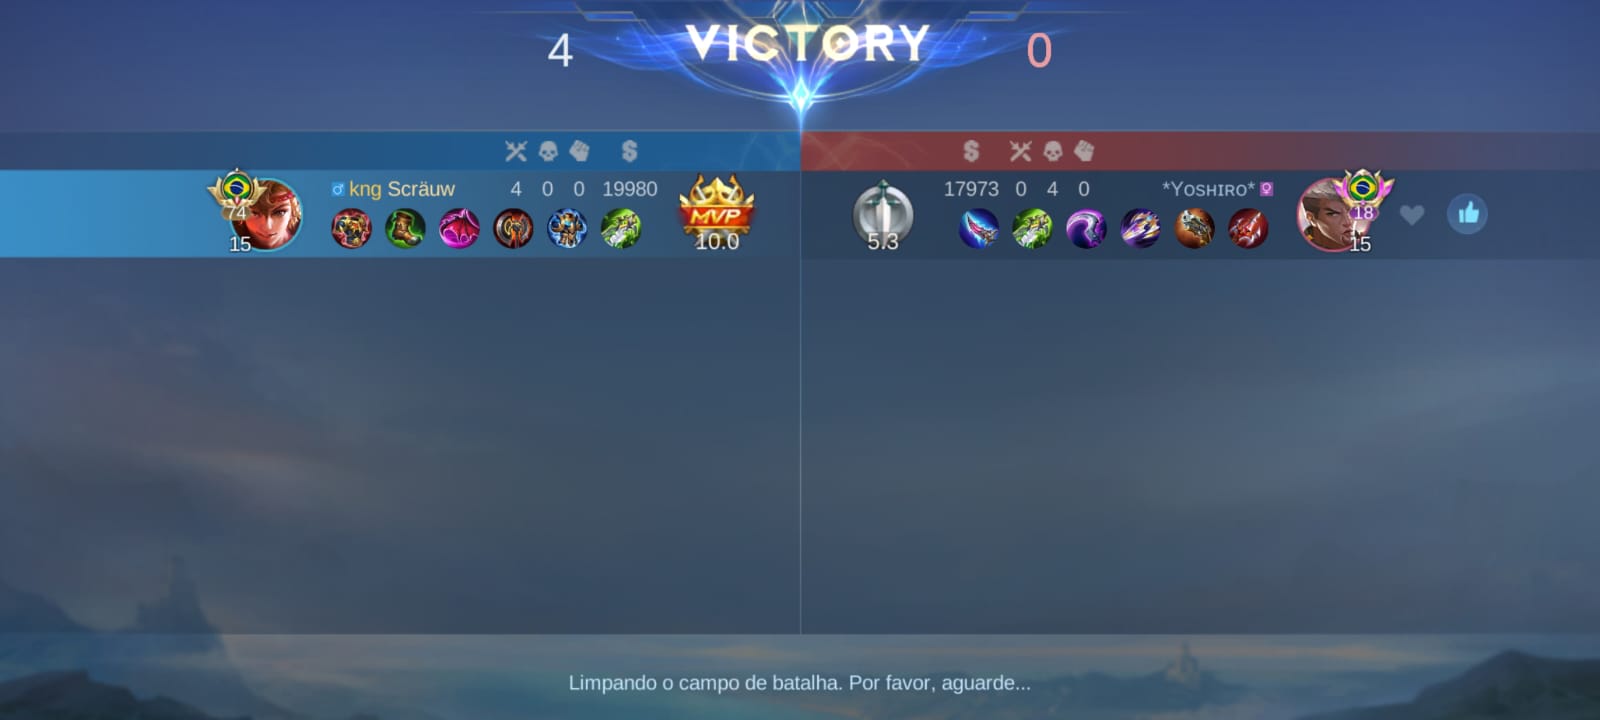 4 VICTORY 0
♂ kng Scräuw 4 0 0 19980
74
15
MVP
10.0
17973 0 4 0 *Yoshiro* ♀
5.3
18
15
Limpando o campo de batalha. Por favor, aguarde...